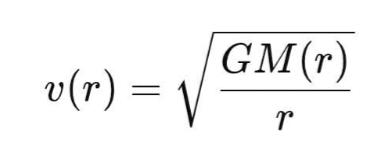 v(r) = √(GM(r)/r)